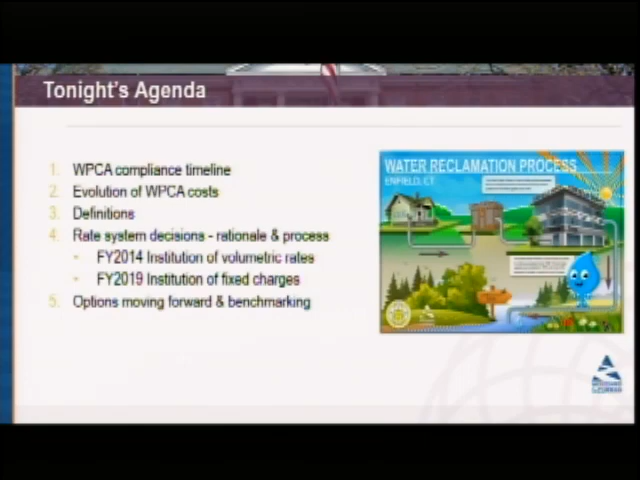 Tonight's Agenda
1. WPCA compliance timeline
2. Evolution of WPCA costs
3. Definitions
4. Rate system decisions - rationale & process
• FY2014 Institution of volumetric rates
• FY2019 Institution of fixed charges
5. Options moving forward & benchmarking
WATER RECLAMATION PROCESS
ENFIELD, CT